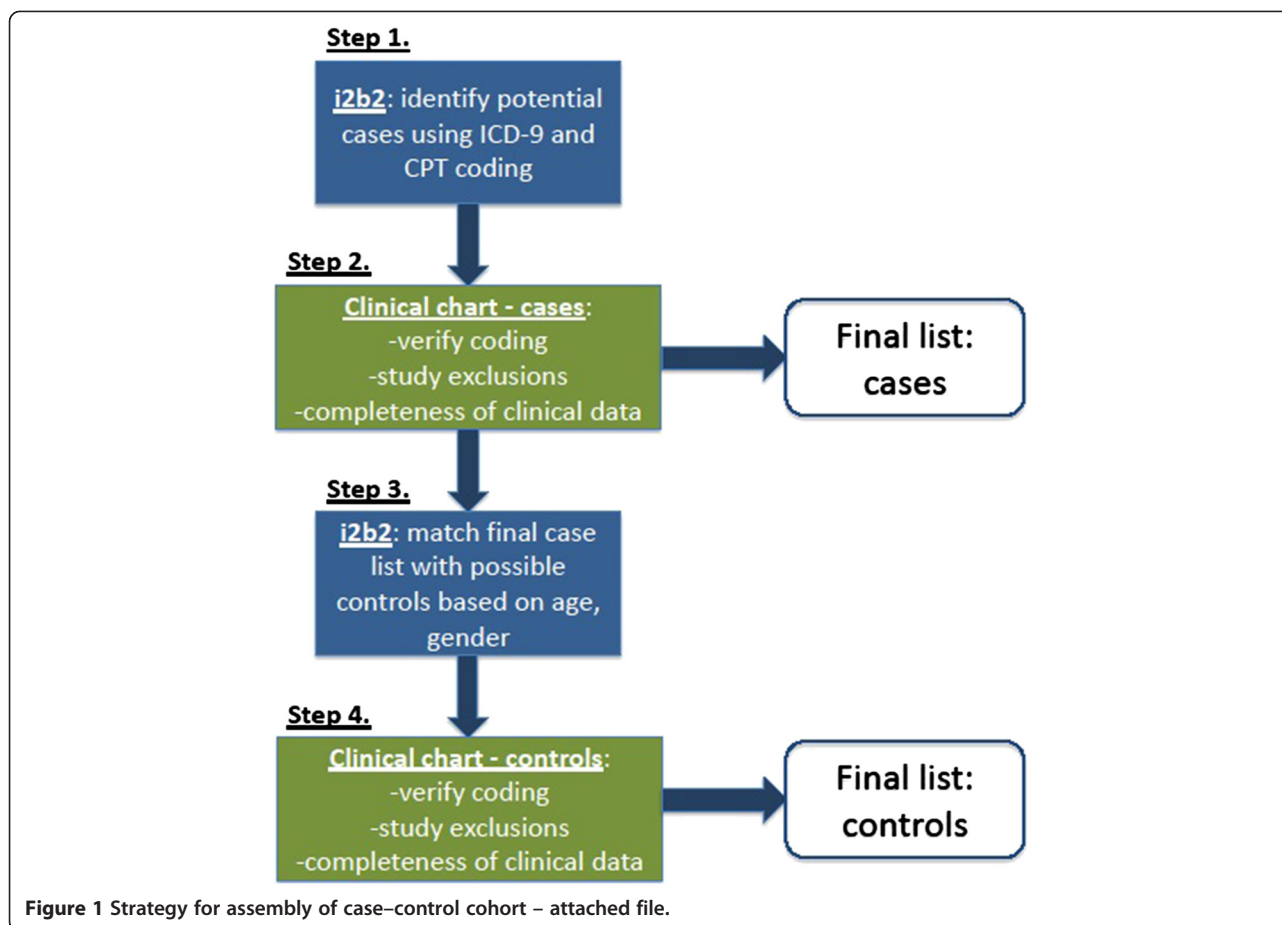 Step 1.
i2b2: identify potential
cases using ICD-9 and
CPT coding
Step 2.
Clinical chart - cases:
-verify coding
-study exclusions
-completeness of clinical data
Final list:
cases
Step 3.
i2b2: match final case
list with possible
controls based on age,
gender
Step 4.
Clinical chart - controls:
-verify coding
-study exclusions
-completeness of clinical data
Final list:
controls
Figure 1 Strategy for assembly of case–control cohort – attached file.